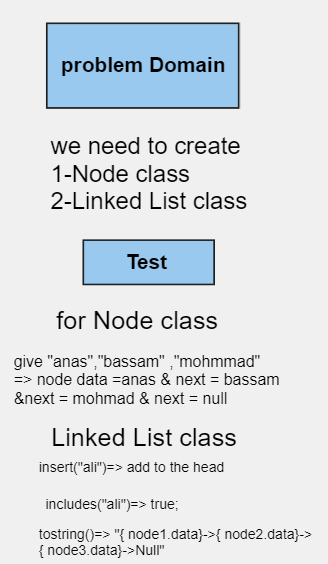 problem Domain
we need to create
1-Node class
2-Linked List class
Test
for Node class
give "anas","bassam" ,"mohmmad"
=> node data =anas & next = bassam
&next = mohmad & next = null
Linked List class
insert("ali")=> add to the head
includes("ali")=> true;
tostring()=> "{ node1.data}->{ node2.data}->
{ node3.data}->Null"